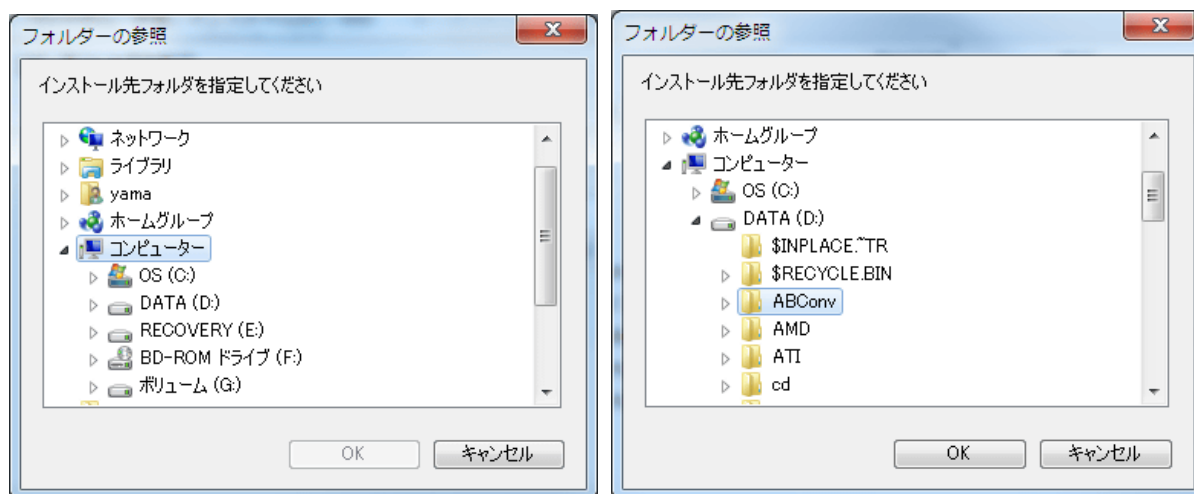 フォルダーの参照
インストール先フォルダを指定してください
ネットワーク
ライブラリ
yama
ホームグループ
コンピューター
OS (C:)
DATA (D:)
RECOVERY (E:)
BD-ROM ドライブ (F:)
ボリューム (G:)
OK
キャンセル
フォルダーの参照
インストール先フォルダを指定してください
ホームグループ
コンピューター
OS (C:)
DATA (D:)
$INPLACE.~TR
$RECYCLE.BIN
ABConv
AMD
ATI
cd
OK
キャンセル